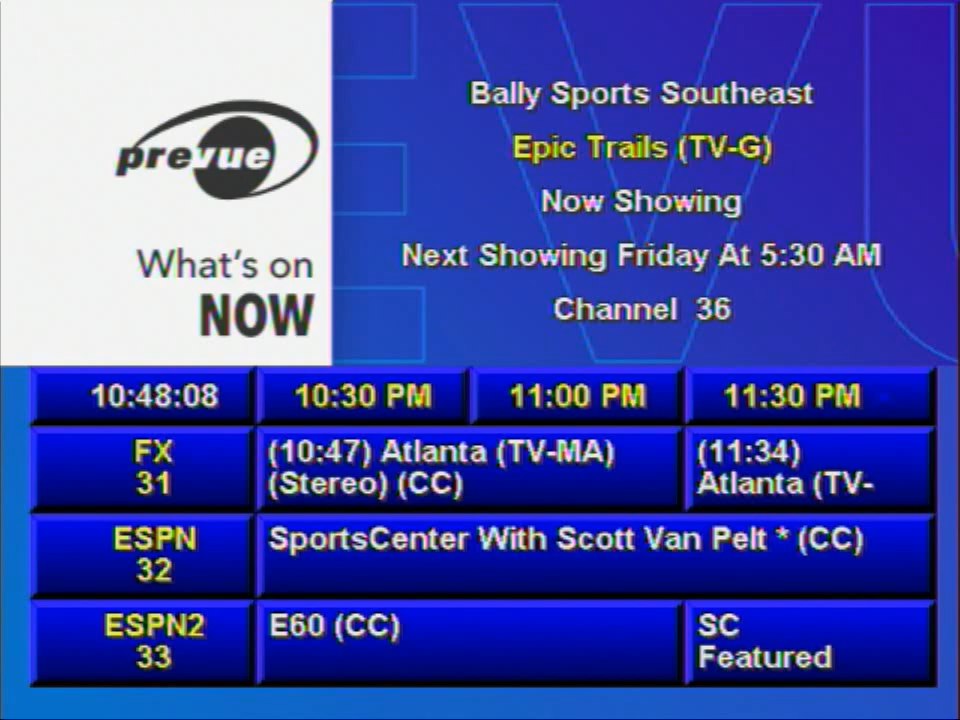 prevue
What's on
NOW
Bally Sports Southeast
Epic Trails (TV-G)
Now Showing
Next Showing Friday At 5:30 AM
Channel 36
10:48:08 10:30 PM 11:00 PM 11:30 PM
FX
31
(10:47) Atlanta (TV-MA)
(Stereo) (CC)
(11:34)
Atlanta (TV-
ESPN
32
SportsCenter With Scott Van Pelt * (CC)
ESPN2
33
E60 (CC)
SC
Featured